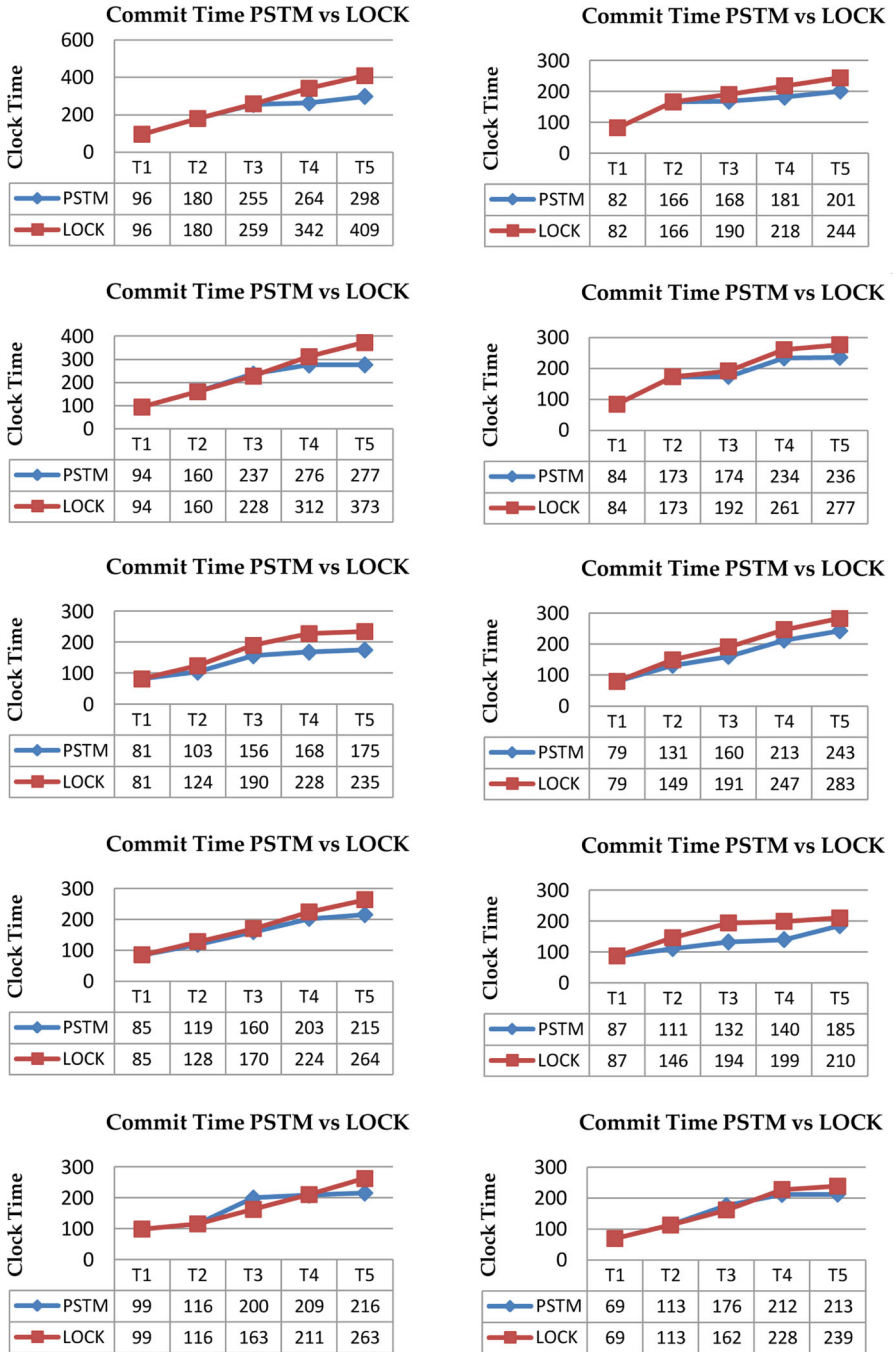 Commit Time PSTM vs LOCK
Clock Time
600
400
200
0
T1 T2 T3 T4 T5
PSTM 96 180 255 264 298
LOCK 96 180 259 342 409
Commit Time PSTM vs LOCK
Clock Time
300
200
100
0
T1 T2 T3 T4 T5
PSTM 82 166 168 181 201
LOCK 82 166 190 218 244
Commit Time PSTM vs LOCK
Clock Time
400
300
200
100
0
T1 T2 T3 T4 T5
PSTM 94 160 237 276 277
LOCK 94 160 228 312 373
Commit Time PSTM vs LOCK
Clock Time
300
200
100
0
T1 T2 T3 T4 T5
PSTM 84 173 174 234 236
LOCK 84 173 192 261 277
Commit Time PSTM vs LOCK
Clock Time
300
200
100
0
T1 T2 T3 T4 T5
PSTM 81 103 156 168 175
LOCK 81 124 190 228 235
Commit Time PSTM vs LOCK
Clock Time
300
200
100
0
T1 T2 T3 T4 T5
PSTM 79 131 160 213 243
LOCK 79 149 191 247 283
Commit Time PSTM vs LOCK
Clock Time
300
200
100
0
T1 T2 T3 T4 T5
PSTM 85 119 160 203 215
LOCK 85 128 170 224 264
Commit Time PSTM vs LOCK
Clock Time
300
200
100
0
T1 T2 T3 T4 T5
PSTM 87 111 132 140 185
LOCK 87 146 194 199 210
Commit Time PSTM vs LOCK
Clock Time
300
200
100
0
T1 T2 T3 T4 T5
PSTM 99 116 200 209 216
LOCK 99 116 163 211 263
Commit Time PSTM vs LOCK
Clock Time
300
200
100
0
T1 T2 T3 T4 T5
PSTM 69 113 176 212 213
LOCK 69 113 162 228 239